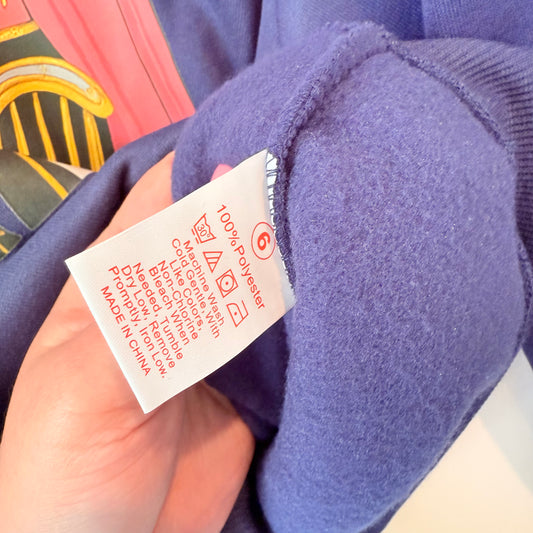 6
100%Polyester
30
Machine Wash
Cold Gentle, With
Like Colors,
Non-Chlorine
Bleach When
Needed, Tumble
Dry Low, Remove
Promptly, Iron Low,
MADE IN CHINA